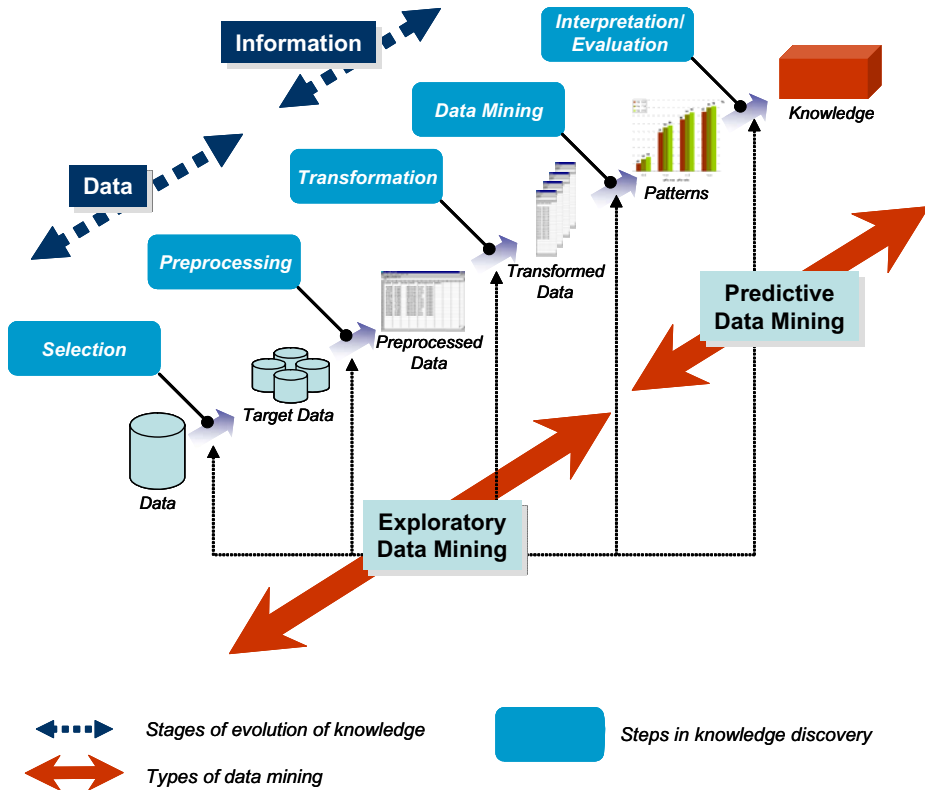 Information
Interpretation/
Evaluation
Knowledge
Data Mining
Patterns
Data
Transformation
Transformed
Data
Preprocessing
Preprocessed
Data
Predictive
Data Mining
Selection
Target Data
Data
Exploratory
Data Mining
Stages of evolution of knowledge
Steps in knowledge discovery
Types of data mining